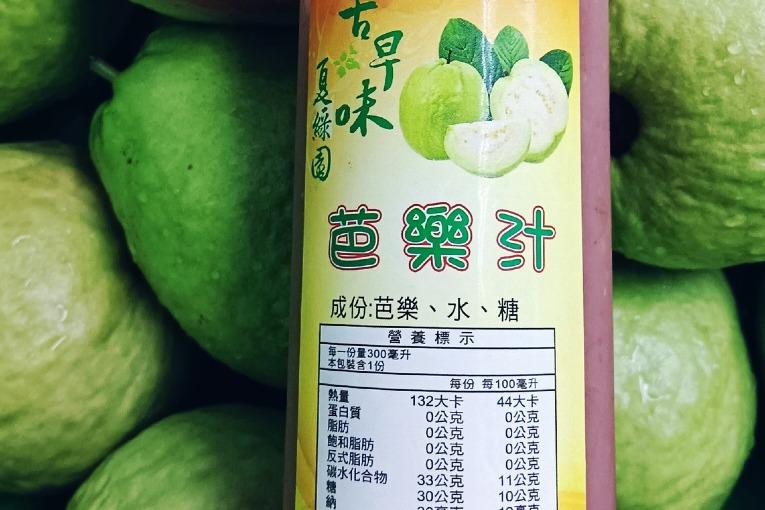 古早味
夏綠園
芭樂汁
成份:芭樂、水、糖
營養標示
每一份量300毫升
本包裝含1份
每份 每100毫升
熱量 132大卡 44大卡
蛋白質 0公克 0公克
脂肪 0公克 0公克
飽和脂肪 0公克 0公克
反式脂肪 0公克 0公克
碳水化合物 33公克 11公克
糖 30公克 10公克
鈉